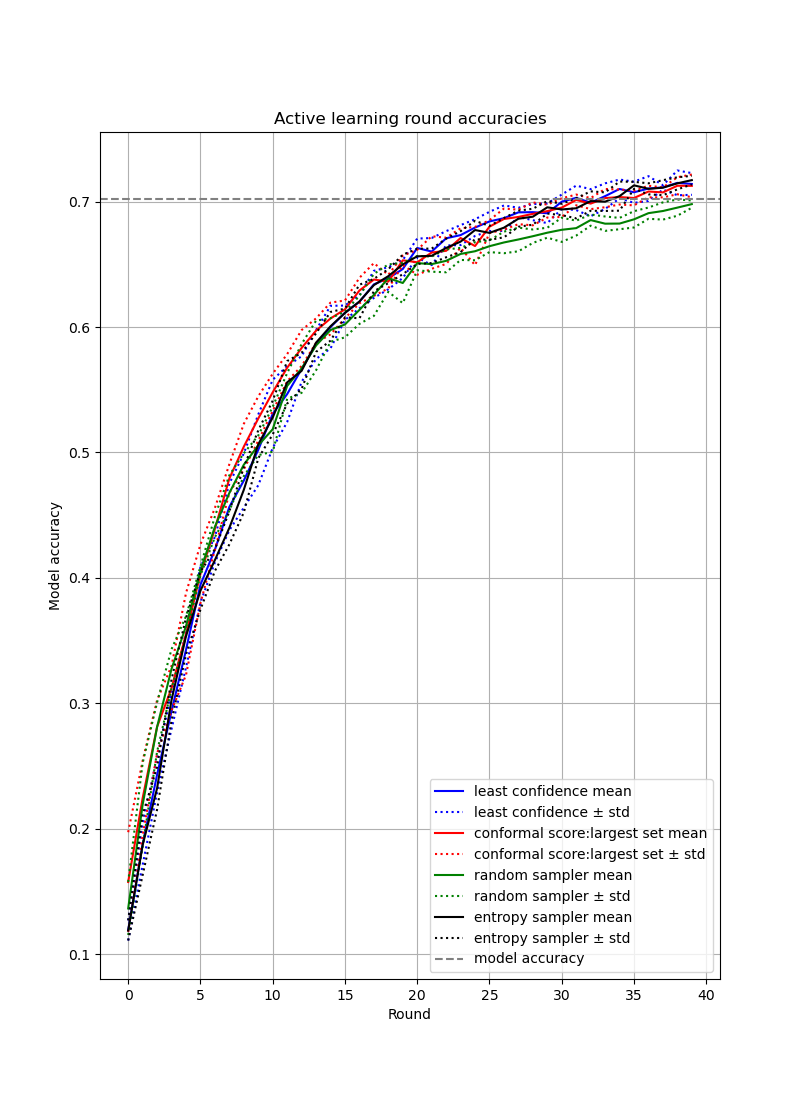 Active learning round accuracies
Model accuracy
0.7
0.6
0.5
0.4
0.3
0.2
0.1
least confidence mean
least confidence ± std
conformal score:largest set mean
conformal score:largest set ± std
random sampler mean
random sampler ± std
entropy sampler mean
entropy sampler ± std
model accuracy
0 5 10 15 20 25 30 35 40
Round